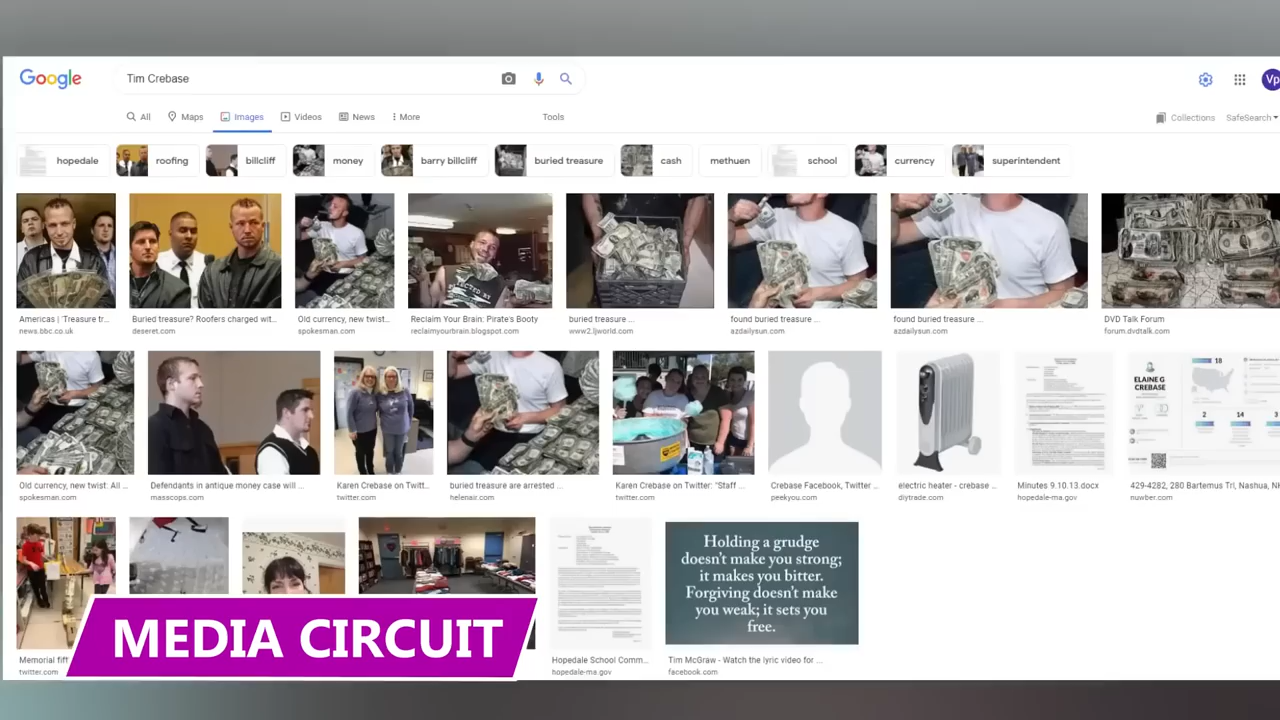 Google
Tim Crebase
Vp
All Maps Images Videos News More Tools
Collections SafeSearch
hopedale roofing billcliff money barry billcliff buried treasure cash methuen school currency superintendent
Americas | 'Treasure tr...
news.bbc.co.uk
Buried treasure? Roofers charged wit...
deseret.com
Old currency, new twist...
spokesman.com
Reclaim Your Brain: Pirate's Booty
reclaimyourbrain.blogspot.com
buried treasure ...
www2.ljworld.com
found buried treasure ...
azdailysun.com
found buried treasure ...
azdailysun.com
DVD Talk Forum
forum.dvdtalk.com
Old currency, new twist: All ...
spokesman.com
Defendants in antique money case will ...
masscops.com
Karen Crebase on Twitt...
twitter.com
buried treasure are arrested ...
helenair.com
Karen Crebase on Twitter: "Staff ...
twitter.com
Crebase Facebook, Twitter ...
peekyou.com
electric heater - crebase ...
diytrade.com
Minutes 9.10.13.docx
hopedale-ma.gov
ELAINE G
CREBASE
18
2 14 3
429-4282, 280 Bartemus Trl, Nashua, NH
nuwber.com
Holding a grudge
doesn't make you strong;
it makes you bitter.
Forgiving doesn't make
you weak; it sets you
free.
MEDIA CIRCUIT
Memorial fift
twitter.com
Hopedale School Comm...
hopedale-ma.gov
Tim McGraw - Watch the lyric video for ...
facebook.com